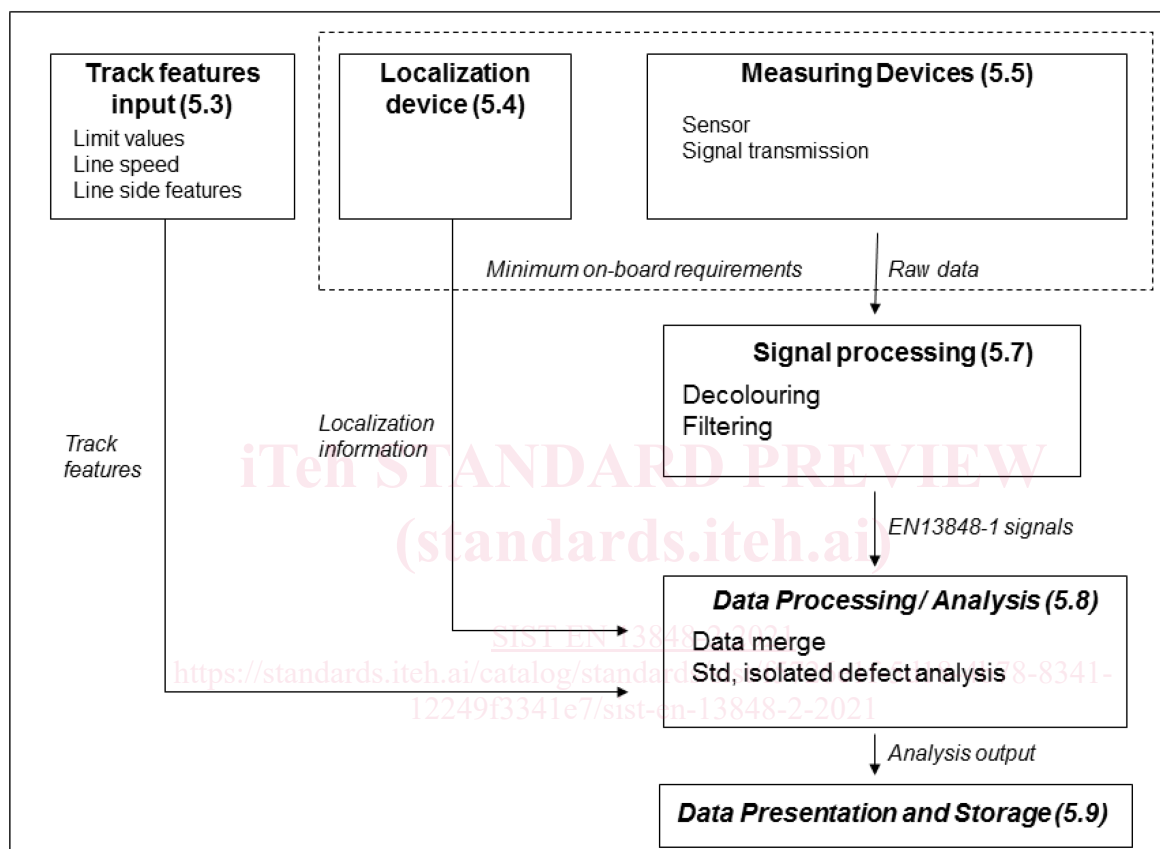 Track features
input (5.3)
Limit values
Line speed
Line side features
Localization
device (5.4)
Measuring Devices (5.5)
Sensor
Signal transmission
Minimum on-board requirements
Raw data
Signal processing (5.7)
Decolouring
Filtering
Track
features
Localization
information
iTeh STANDARD PREVIEW
(standards.iteh.ai)
EN13848-1 signals
Data Processing/ Analysis (5.8)
Data merge
Std, isolated defect analysis
SIST EN 13848-2:2021
https://standards.iteh.ai/catalog/standards/
78-8341-
12249f3341e7/sist-en-13848-2-2021
Analysis output
Data Presentation and Storage (5.9)